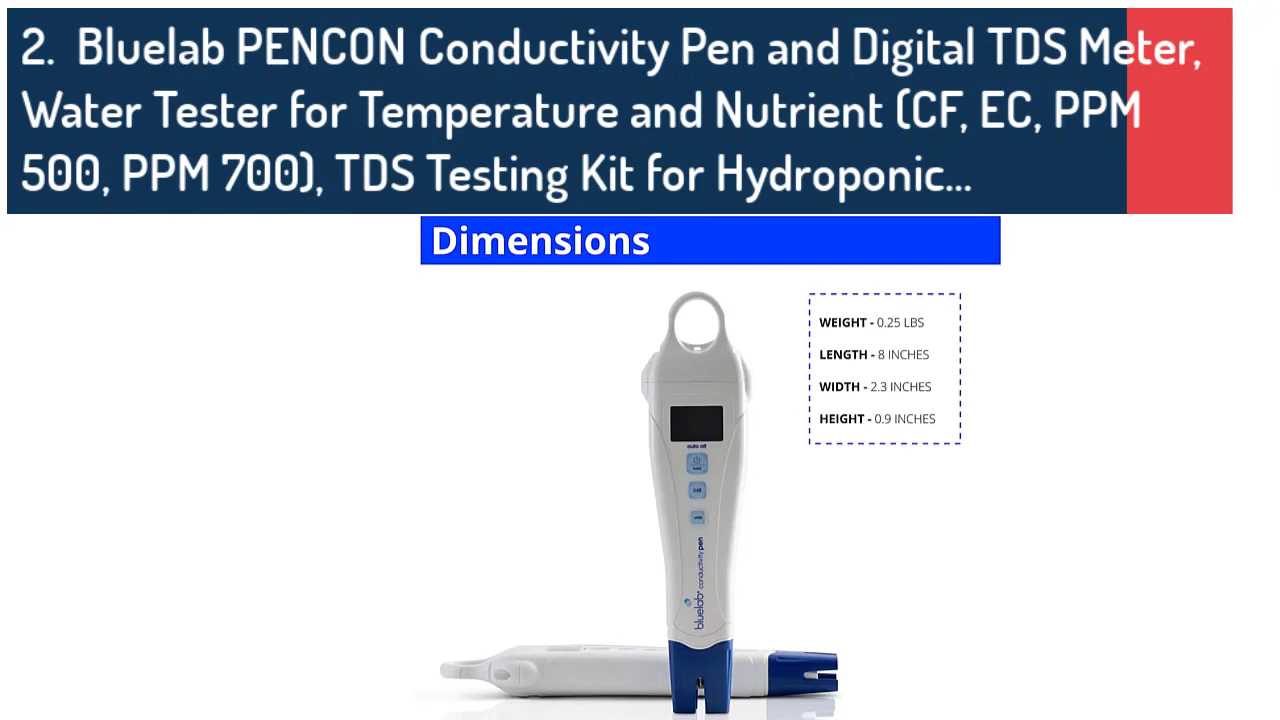 2. Bluelab PENCON Conductivity Pen and Digital TDS Meter,
Water Tester for Temperature and Nutrient (CF, EC, PPM
500, PPM 700), TDS Testing Kit for Hydroponic...
Dimensions
WEIGHT - 0.25 LBS
LENGTH - 8 INCHES
WIDTH - 2.3 INCHES
HEIGHT - 0.9 INCHES
auto off
hold
cal
units
bluelab conductivity pen